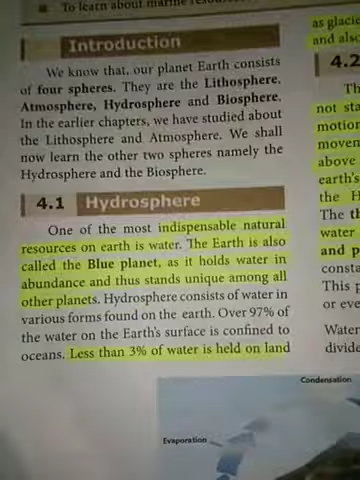 To learn about marine resources
Introduction
We know that, our planet Earth consists
of four spheres. They are the Lithosphere,
Atmosphere, Hydrosphere and Biosphere.
In the earlier chapters, we have studied about
the Lithosphere and Atmosphere. We shall
now learn the other two spheres namely the
Hydrosphere and the Biosphere.
4.1 Hydrosphere
One of the most indispensable natural
resources on earth is water. The Earth is also
called the Blue planet, as it holds water in
abundance and thus stands unique among all
other planets. Hydrosphere consists of water in
various forms found on the earth. Over 97% of
the water on the Earth's surface is confined to
oceans. Less than 3% of water is held on land
Evaporation
Condensation
as glacie
and also
4.2
Th
not sta
motion
movem
above
earth's
the H
The th
water
and p
consta
This p
or eve
Water
divide